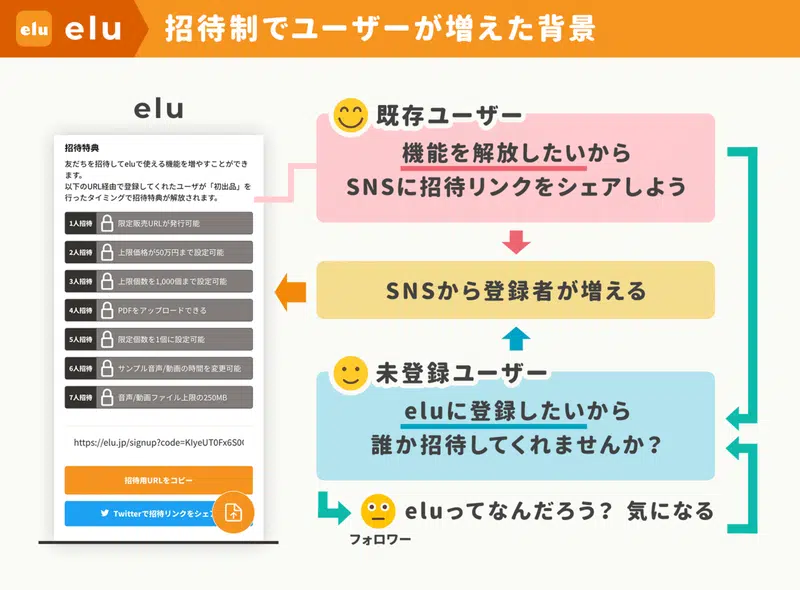 elu
elu
招待制でユーザーが増えた背景
elu
招待特典
友だちを招待してeluで使える機能を増やすことができ
ます。
以下のURL経由で登録してくれたユーザが「初出品」を
行ったタイミングで招待特典が解放されます。
1人招待 限定販売URLが発行可能
2人招待 上限価格が50万円まで設定可能
3人招待 上限個数を1,000個まで設定可能
4人招待 PDFをアップロードできる
5人招待 限定個数を1個に設定可能
6人招待 サンプル音声/動画の時間を変更可能
7人招待 音声/動画ファイル上限の250MB
https://elu.jp/signup?code=KIyeUT0Fx6S0
招待用URLをコピー
Twitterで招待リンクをシェア
既存ユーザー
機能を解放したいから
SNSに招待リンクをシェアしよう
SNSから登録者が増える
未登録ユーザー
eluに登録したいから
誰か招待してくれませんか？
eluってなんだろう？ 気になる
フォロワー